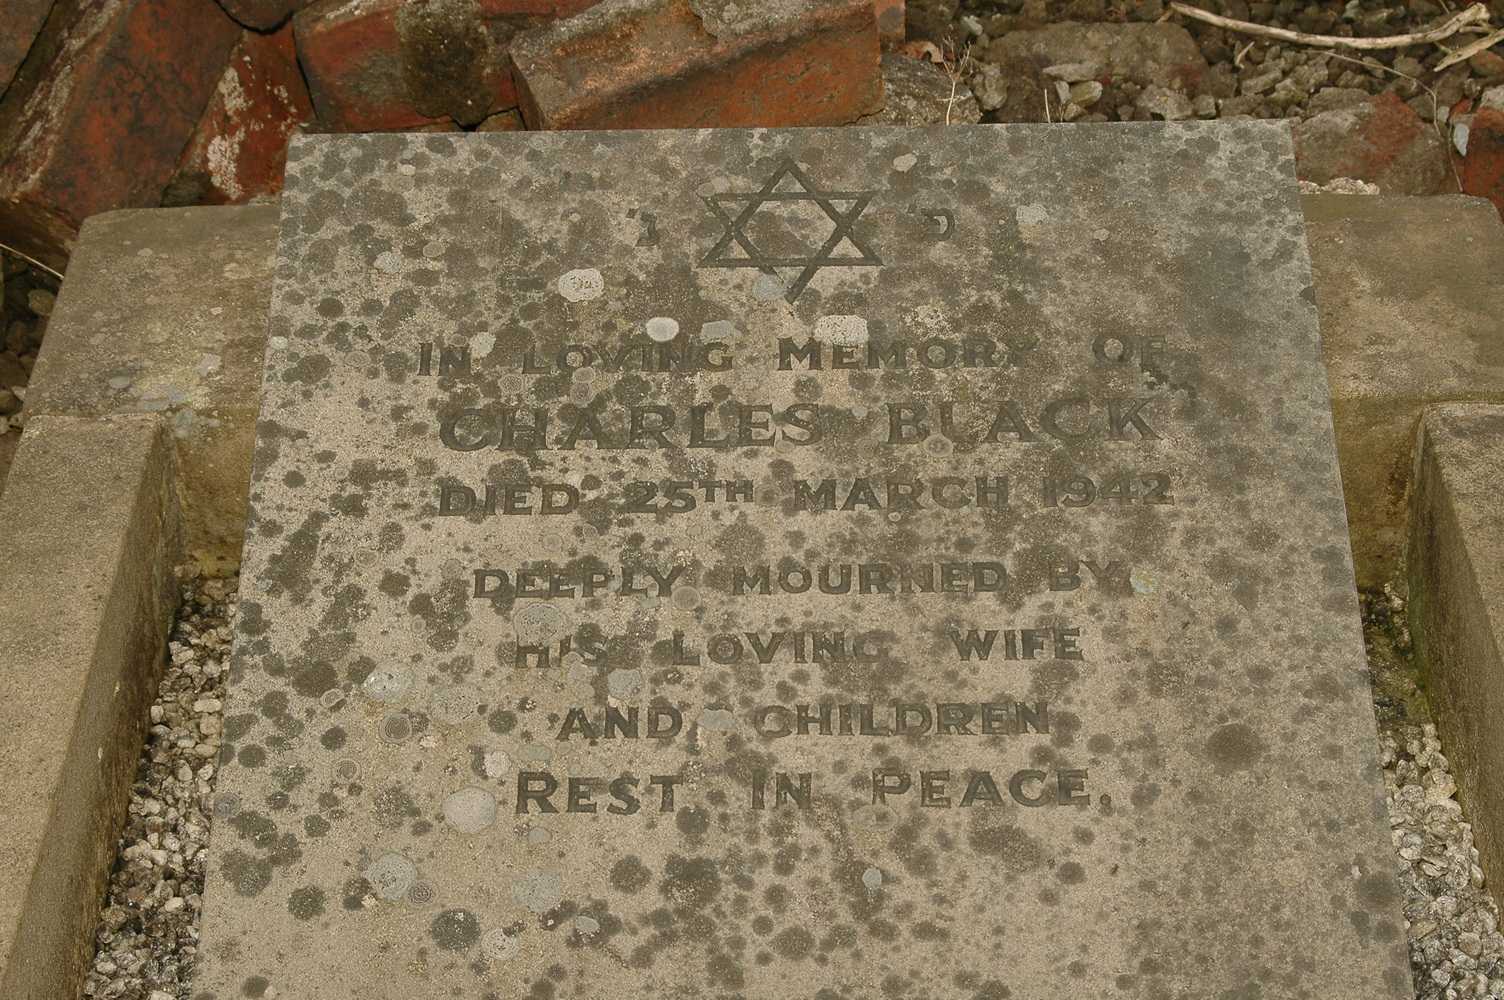 פ נ'
IN LOVING MEMORY OF
CHARLES BLACK
DIED 25TH MARCH 1942
DEEPLY MOURNED BY
HIS LOVING WIFE
AND CHILDREN
REST IN PEACE.